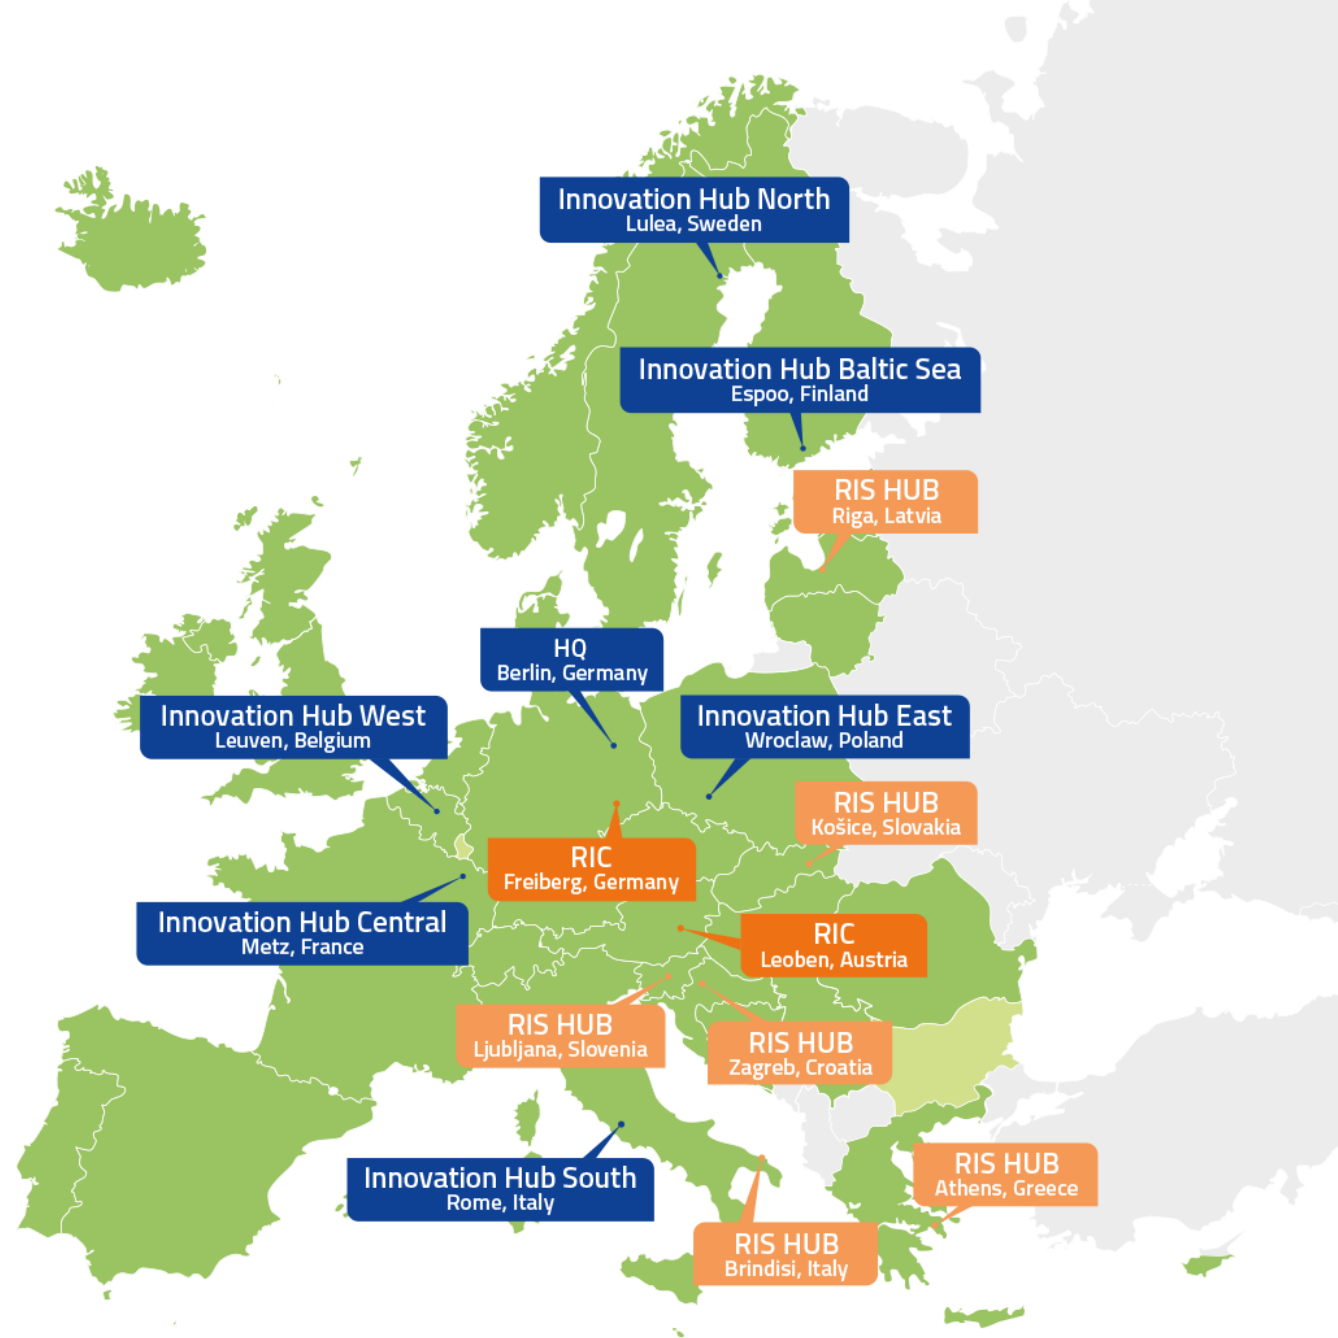 Innovation Hub North
Lulea, Sweden
Innovation Hub Baltic Sea
Espoo, Finland
RIS HUB
Riga, Latvia
HQ
Berlin, Germany
Innovation Hub West
Leuven, Belgium
Innovation Hub East
Wroclaw, Poland
RIS HUB
Košice, Slovakia
RIC
Freiberg, Germany
Innovation Hub Central
Metz, France
RIC
Leoben, Austria
RIS HUB
Ljubljana, Slovenia
RIS HUB
Zagreb, Croatia
Innovation Hub South
Rome, Italy
RIS HUB
Athens, Greece
RIS HUB
Brindisi, Italy